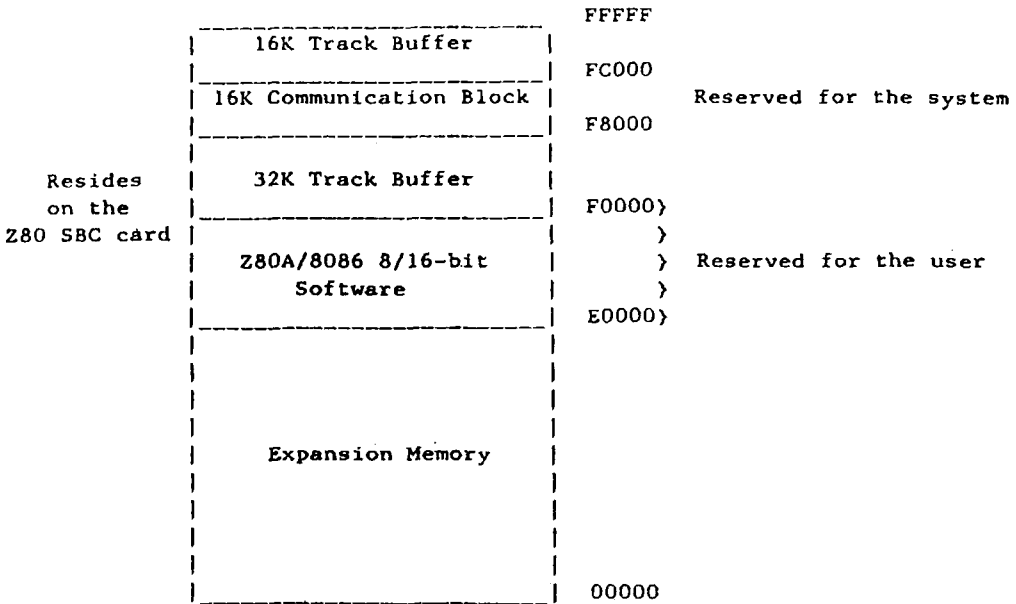 FFFFF
16K Track Buffer
FC000
16K Communication Block
Reserved for the system
F8000
Resides
on the
Z80 SBC card
32K Track Buffer
F0000}
}
Z80A/8086 8/16-bit
Software
}
}
Reserved for the user
E0000}
Expansion Memory
00000